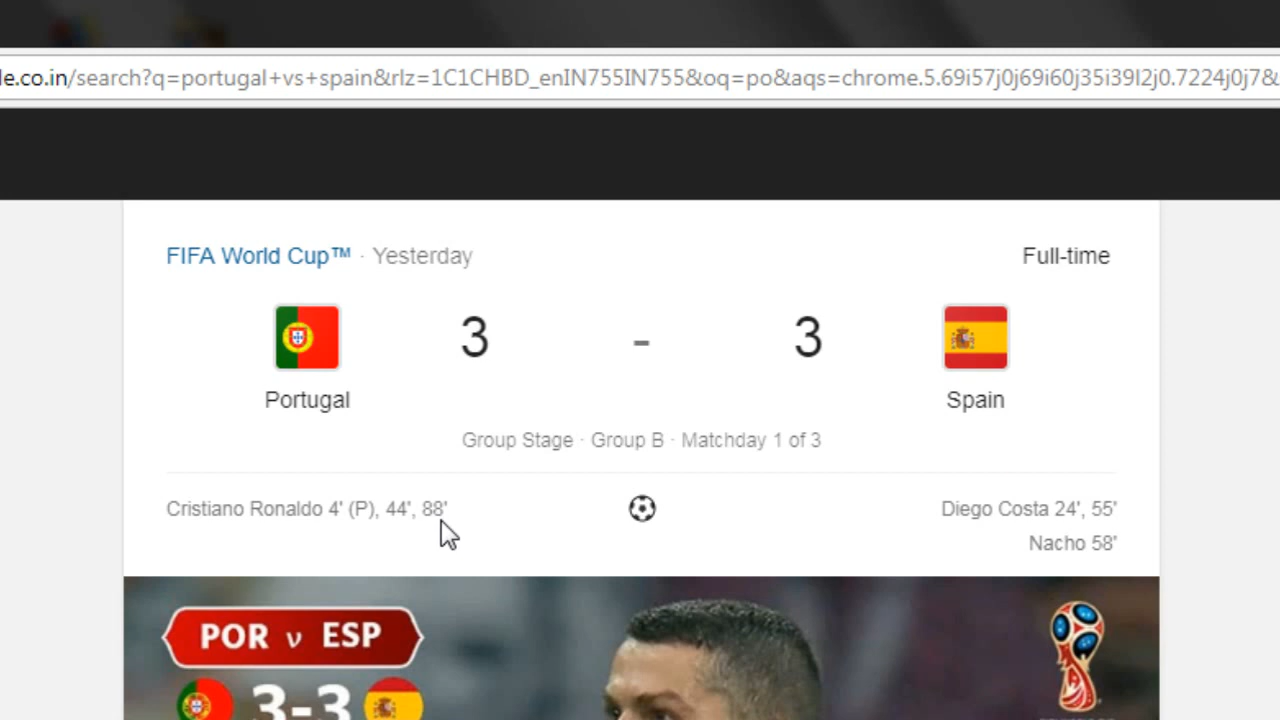 le.co.in/search?q=portugal+vs+spain&rlz=1C1CHBD_enIN755IN755&oq=po&aqs=chrome.5.69i57j0j69i60j35i39l2j0.7224j0j7&
FIFA World Cup™ · Yesterday
Full-time
3 - 3
Portugal
Spain
Group Stage · Group B · Matchday 1 of 3
Cristiano Ronaldo 4' (P), 44', 88'
Diego Costa 24', 55'
Nacho 58'
POR v ESP
3-3